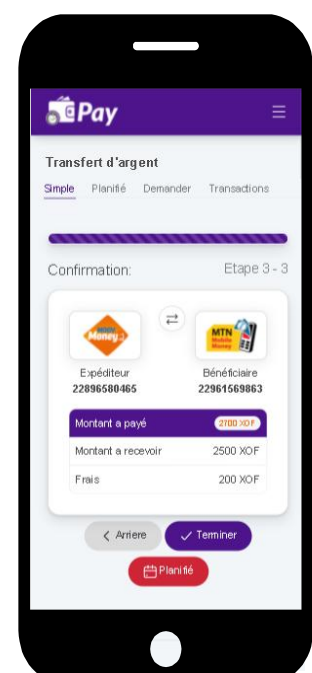 Pay
Transfert d'argent
Simple Planifié Demander Transactions
Confirmation: Etape 3 - 3
Money
MTN
Mobile
Money
Expéditeur Bénéficiaire
22896580465 22961569863
Montant a payé 2700 XOF
Montant a recevoir 2500 XOF
Frais 200 XOF
Arriere Terminer
Planifié